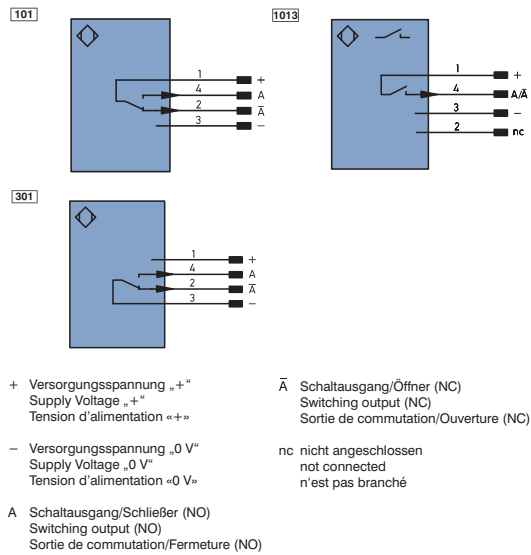 101
1 +
4 A
2 A̅
3 –
1013
1 +
4 A/A̅
3 –
2 nc
301
1 +
4 A
2 A̅
3 –
+ Versorgungsspannung „+“
Supply Voltage „+“
Tension d'alimentation «+»
– Versorgungsspannung „0 V“
Supply Voltage „0 V“
Tension d'alimentation «0 V»
A Schaltausgang/Schließer (NO)
Switching output (NO)
Sortie de commutation/Fermeture (NO)
A̅ Schaltausgang/Öffner (NC)
Switching output (NC)
Sortie de commutation/Ouverture (NC)
nc nicht angeschlossen
not connected
n'est pas branché